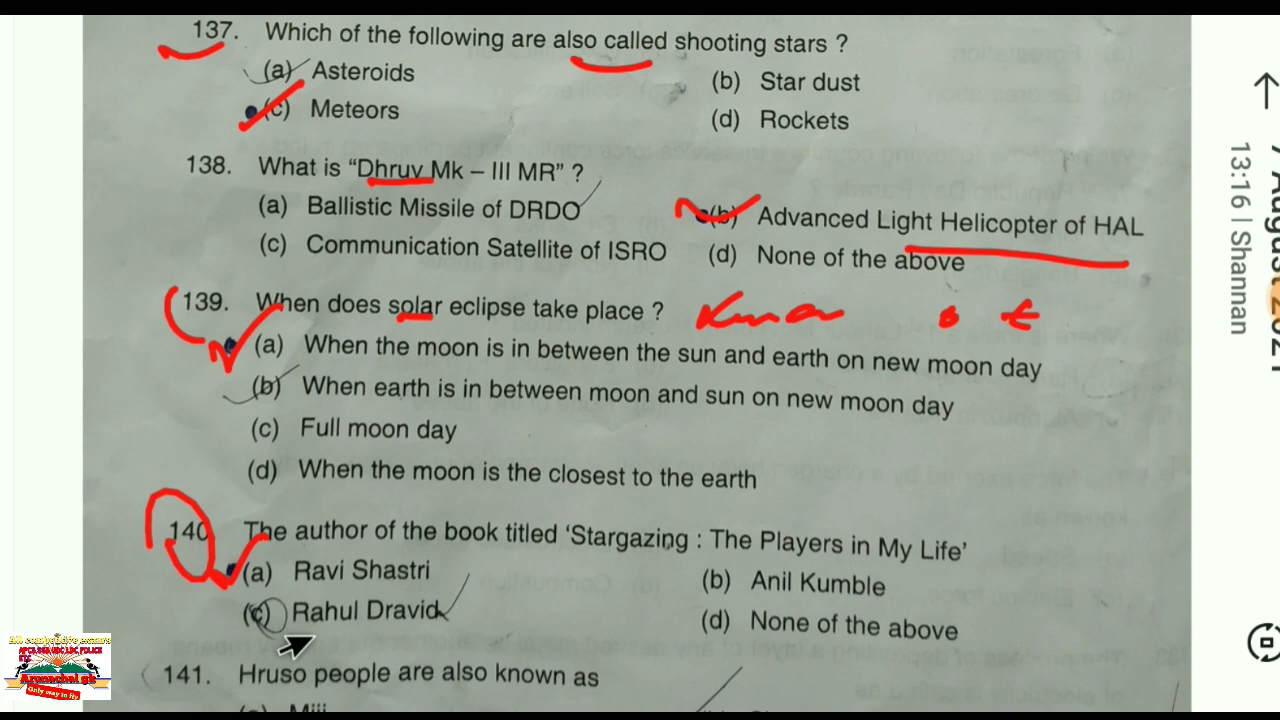 137. Which of the following are also called shooting stars ?
(a) Asteroids
(b) Star dust
(c) Meteors
(d) Rockets
138. What is “Dhruv Mk – III MR” ?
(a) Ballistic Missile of DRDO
(b) Advanced Light Helicopter of HAL
(c) Communication Satellite of ISRO
(d) None of the above
139. When does solar eclipse take place ?
(a) When the moon is in between the sun and earth on new moon day
(b) When earth is in between moon and sun on new moon day
(c) Full moon day
(d) When the moon is the closest to the earth
140. The author of the book titled ‘Stargazing : The Players in My Life’
(a) Ravi Shastri
(b) Anil Kumble
(c) Rahul Dravid
(d) None of the above
141. Hruso people are also known as
13:16 | Shannan
Arunachal gk
Only way to fly